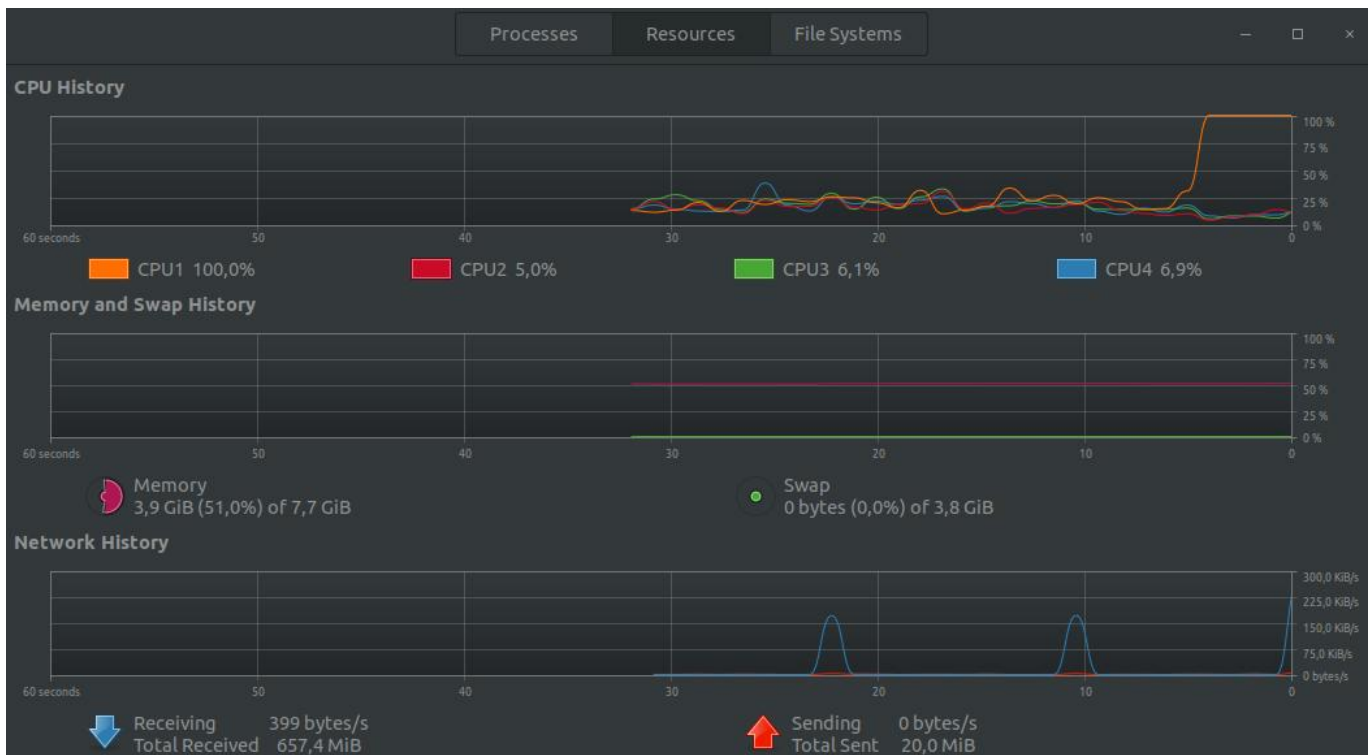 Processes Resources File Systems
CPU History
100 %
75 %
50 %
25 %
0 %
60 seconds 50 40 30 20 10 0
CPU1 100,0% CPU2 5,0% CPU3 6,1% CPU4 6,9%
Memory and Swap History
100 %
75 %
50 %
25 %
0 %
60 seconds 50 40 30 20 10 0
Memory
3,9 GiB (51,0%) of 7,7 GiB
Swap
0 bytes (0,0%) of 3,8 GiB
Network History
300,0 KiB/s
225,0 KiB/s
150,0 KiB/s
75,0 KiB/s
0 bytes/s
60 seconds 50 40 30 20 10 0
Receiving 399 bytes/s
Total Received 657,4 MiB
Sending 0 bytes/s
Total Sent 20,0 MiB